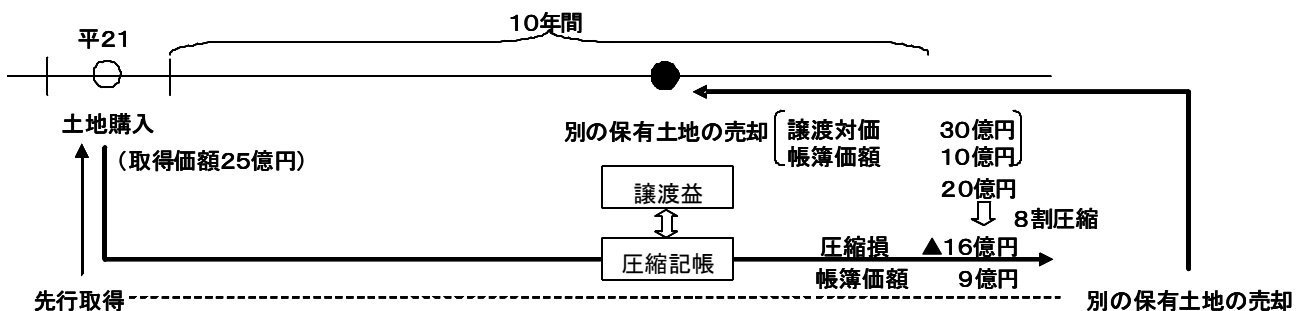 10年間
平21
土地購入
（取得価額25億円）
別の保有土地の売却
譲渡対価 30億円
帳簿価額 10億円
20億円
8割圧縮
譲渡益
圧縮記帳
圧縮損 ▲16億円
帳簿価額 9億円
先行取得
別の保有土地の売却